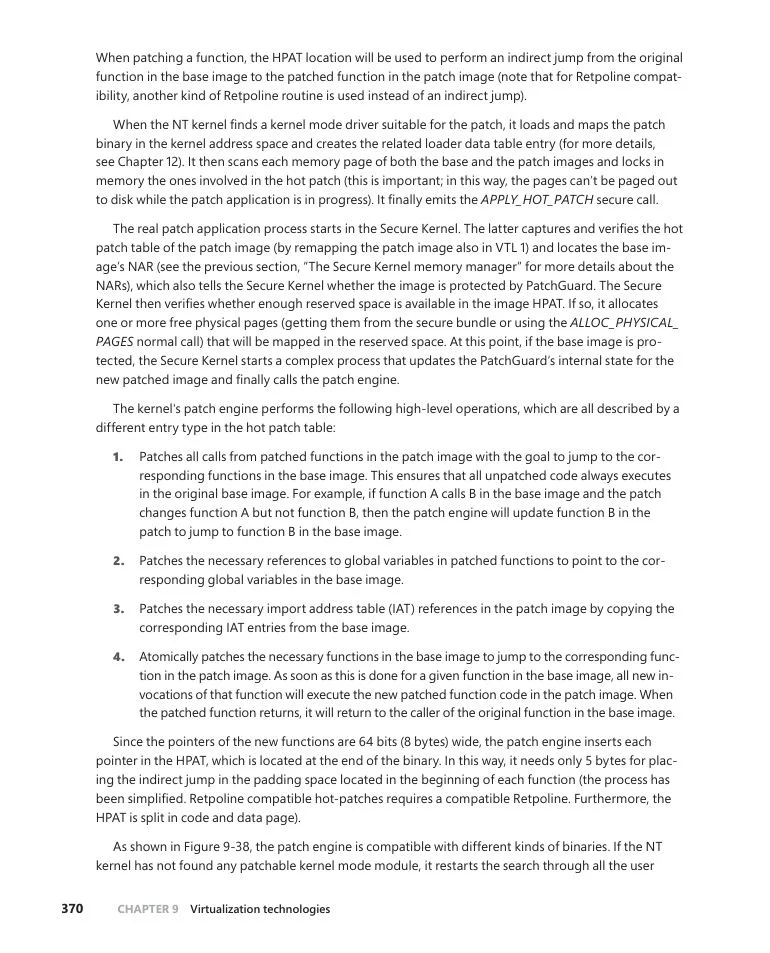 When patching a function, the HPAT location will be used to perform an indirect jump from the original
function in the base image to the patched function in the patch image (note that for Retpoline compat-
ibility, another kind of Retpoline routine is used instead of an indirect jump).
When the NT kernel finds a kernel mode driver suitable for the patch, it loads and maps the patch
binary in the kernel address space and creates the related loader data table entry (for more details,
see Chapter 12). It then scans each memory page of both the base and the patch images and locks in
memory the ones involved in the hot patch (this is important; in this way, the pages can't be paged out
to disk while the patch application is in progress). It finally emits the APPLY_HOT_PATCH secure call.
The real patch application process starts in the Secure Kernel. The latter captures and verifies the hot
patch table of the patch image (by remapping the patch image also in VTL 1) and locates the base im-
age's NAR (see the previous section, "The Secure Kernel memory manager" for more details about the
NARs), which also tells the Secure Kernel whether the image is protected by PatchGuard. The Secure
Kernel then verifies whether enough reserved space is available in the image HPAT. If so, it allocates
one or more free physical pages (getting them from the secure bundle or using the ALLOC_PHYSICAL_
PAGES normal call) that will be mapped in the reserved space. At this point, if the base image is pro-
tected, the Secure Kernel starts a complex process that updates the PatchGuard's internal state for the
new patched image and finally calls the patch engine.
The kernel's patch engine performs the following high-level operations, which are all described by a
different entry type in the hot patch table:
1. Patches all calls from patched functions in the patch image with the goal to jump to the cor-
responding functions in the base image. This ensures that all unpatched code always executes
in the original base image. For example, if function A calls B in the base image and the patch
changes function A but not function B, then the patch engine will update function B in the
patch to jump to function B in the base image.
2. Patches the necessary references to global variables in patched functions to point to the cor-
responding global variables in the base image.
3. Patches the necessary import address table (IAT) references in the patch image by copying the
corresponding IAT entries from the base image.
4. Atomically patches the necessary functions in the base image to jump to the corresponding func-
tion in the patch image. As soon as this is done for a given function in the base image, all new in-
vocations of that function will execute the new patched function code in the patch image. When
the patched function returns, it will return to the caller of the original function in the base image.
Since the pointers of the new functions are 64 bits (8 bytes) wide, the patch engine inserts each
pointer in the HPAT, which is located at the end of the binary. In this way, it needs only 5 bytes for plac-
ing the indirect jump in the padding space located in the beginning of each function (the process has
been simplified. Retpoline compatible hot-patches requires a compatible Retpoline. Furthermore, the
HPAT is split in code and data page).
As shown in Figure 9-38, the patch engine is compatible with different kinds of binaries. If the NT
kernel has not found any patchable kernel mode module, it restarts the search through all the user
370 CHAPTER 9 Virtualization technologies